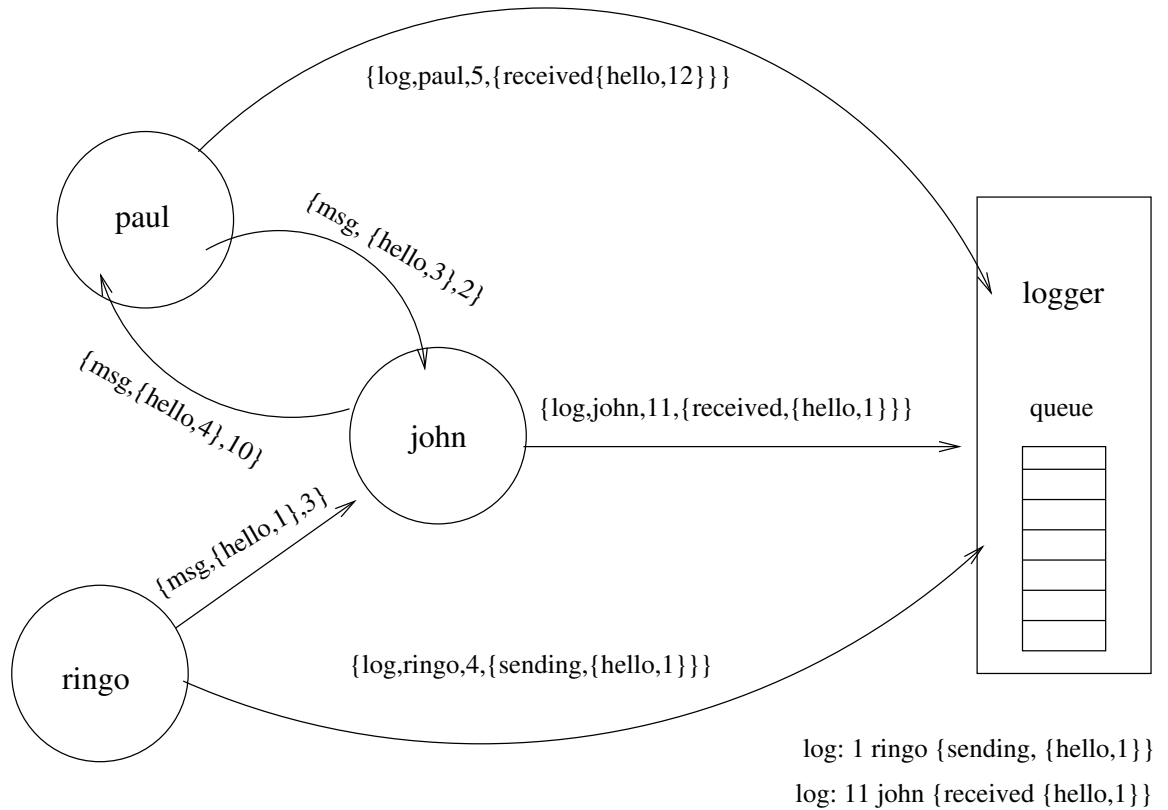 {log,paul,5,{received{hello,12}}}
paul
{msg, {hello,3},2}
logger
{msg,{hello,4},10}
{log,john,11,{received,{hello,1}}}
queue
john
{msg,{hello,1},3}
{log,ringo,4,{sending,{hello,1}}}
ringo
log: 1 ringo {sending, {hello,1}}
log: 11 john {received {hello,1}}